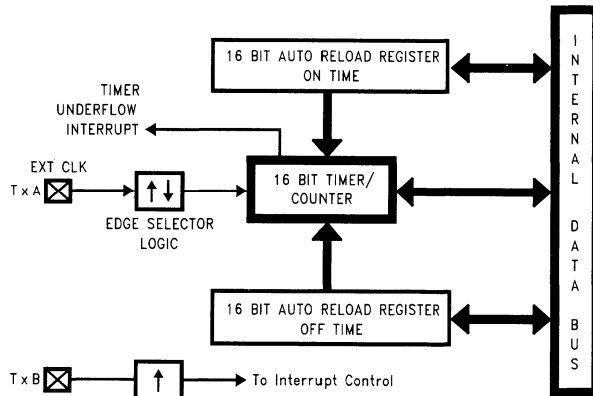 16 BIT AUTO RELOAD REGISTER
ON TIME
TIMER
UNDERFLOW
INTERRUPT
EXT CLK
TxA
EDGE SELECTOR
LOGIC
16 BIT TIMER/
COUNTER
16 BIT AUTO RELOAD REGISTER
OFF TIME
TxB
To Interrupt Control
INTERNAL DATA BUS